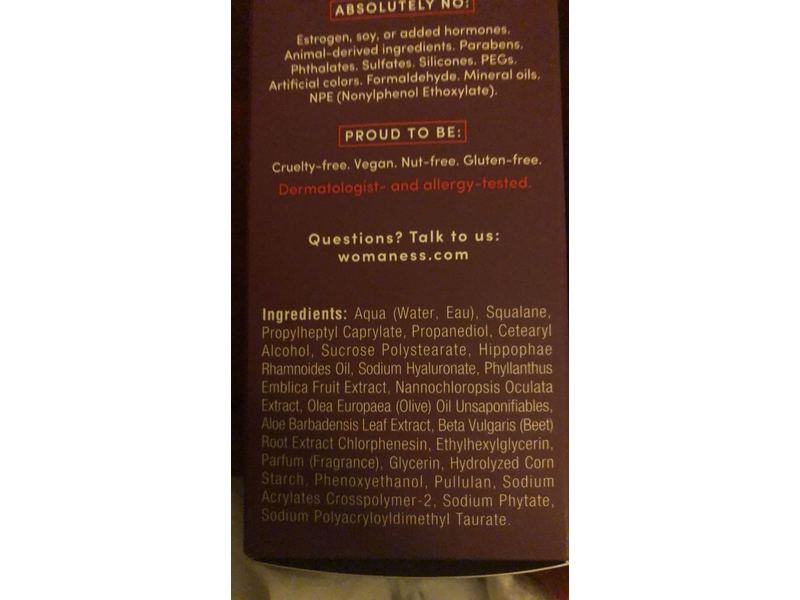 ABSOLUTELY NO:
Estrogen, soy, or added hormones.
Animal-derived ingredients. Parabens.
Phthalates. Sulfates. Silicones. PEGs.
Artificial colors. Formaldehyde. Mineral oils.
NPE (Nonylphenol Ethoxylate).
PROUD TO BE:
Cruelty-free. Vegan. Nut-free. Gluten-free.
Dermatologist- and allergy-tested.
Questions? Talk to us:
womaness.com
Ingredients: Aqua (Water, Eau), Squalane,
Propylheptyl Caprylate, Propanediol, Cetearyl
Alcohol, Sucrose Polystearate, Hippophae
Rhamnoides Oil, Sodium Hyaluronate, Phyllanthus
Emblica Fruit Extract, Nannochloropsis Oculata
Extract, Olea Europaea (Olive) Oil Unsaponifiables,
Aloe Barbadensis Leaf Extract, Beta Vulgaris (Beet)
Root Extract Chlorphenesin, Ethylhexylglycerin,
Parfum (Fragrance), Glycerin, Hydrolyzed Corn
Starch, Phenoxyethanol, Pullulan, Sodium
Acrylates Crosspolymer-2, Sodium Phytate,
Sodium Polyacryloyldimethyl Taurate.